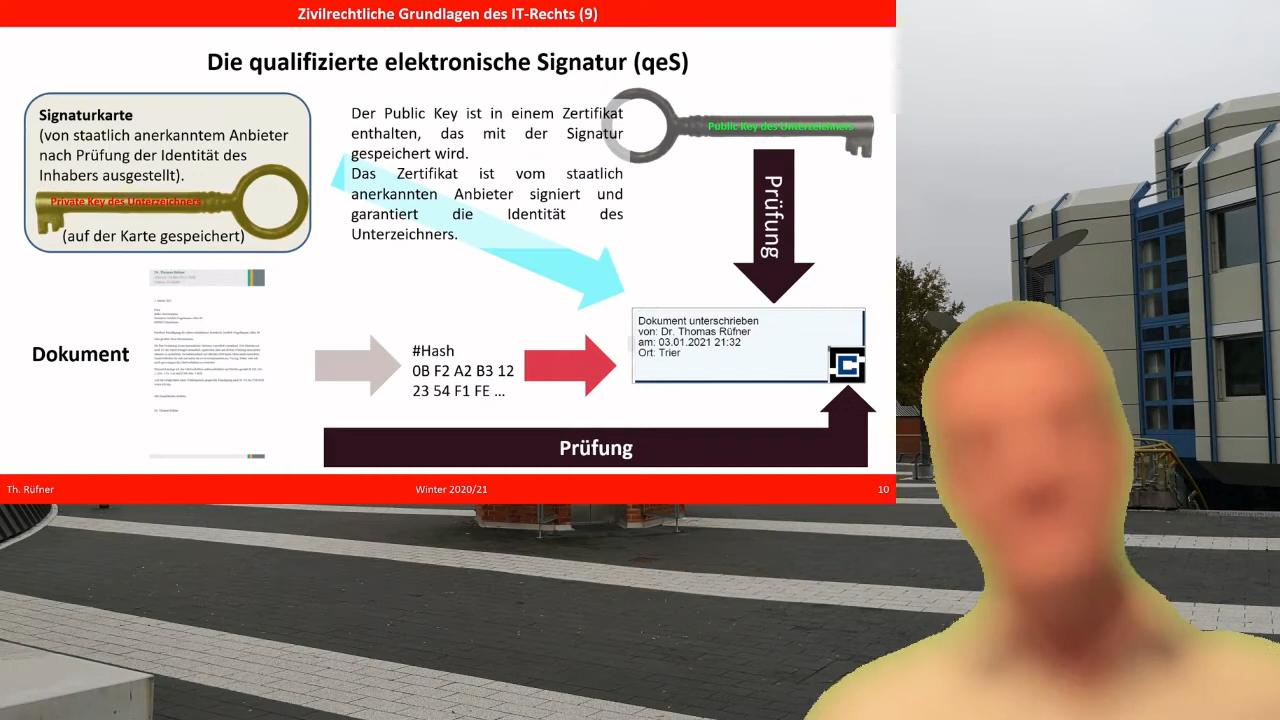 Zivilrechtliche Grundlagen des IT-Rechts (9)
Die qualifizierte elektronische Signatur (qeS)
Signaturkarte
(von staatlich anerkanntem Anbieter
nach Prüfung der Identität des
Inhabers ausgestellt).
Private Key des Unterzeichners
(auf der Karte gespeichert)
Der Public Key ist in einem Zertifikat
enthalten, das mit der Signatur
gespeichert wird.
Das Zertifikat ist vom staatlich
anerkannten Anbieter signiert und
garantiert die Identität des
Unterzeichners.
Public Key des Unterzeichners
Prüfung
Dokument
Dr. Thomas Rüfner
#Hash
0B F2 A2 B3 12
23 54 F1 FE ...
Dokument unterschrieben
von: Dr. Thomas Rüfner
am: 03.01.2021 21:32
Ort: Trier
Prüfung
Th. Rüfner
Winter 2020/21
10